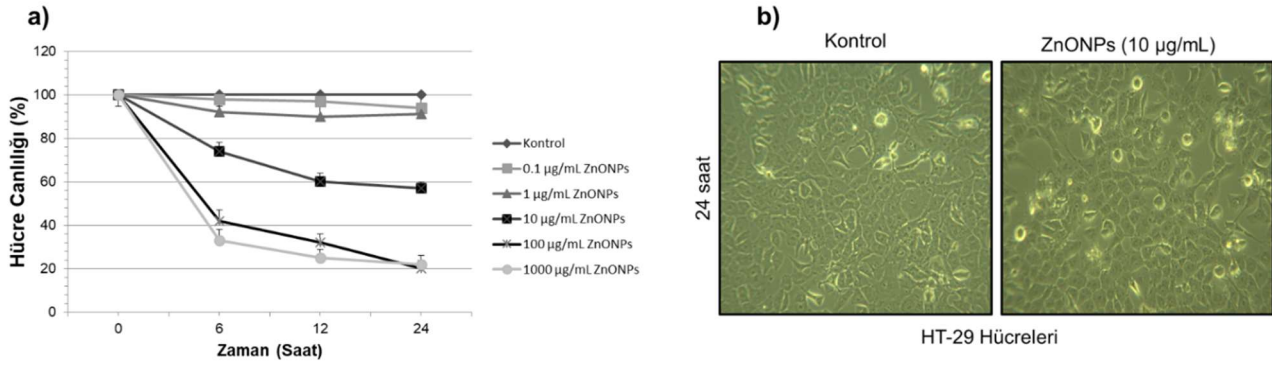 a)
Hücre Canlılığı (%)
120
100
80
60
40
20
0
0 6 12 24
Zaman (Saat)
Kontrol
0.1 µg/mL ZnONPs
1 µg/mL ZnONPs
10 µg/mL ZnONPs
100 µg/mL ZnONPs
1000 µg/mL ZnONPs
b)
Kontrol
ZnONPs (10 µg/mL)
24 saat
HT-29 Hücreleri